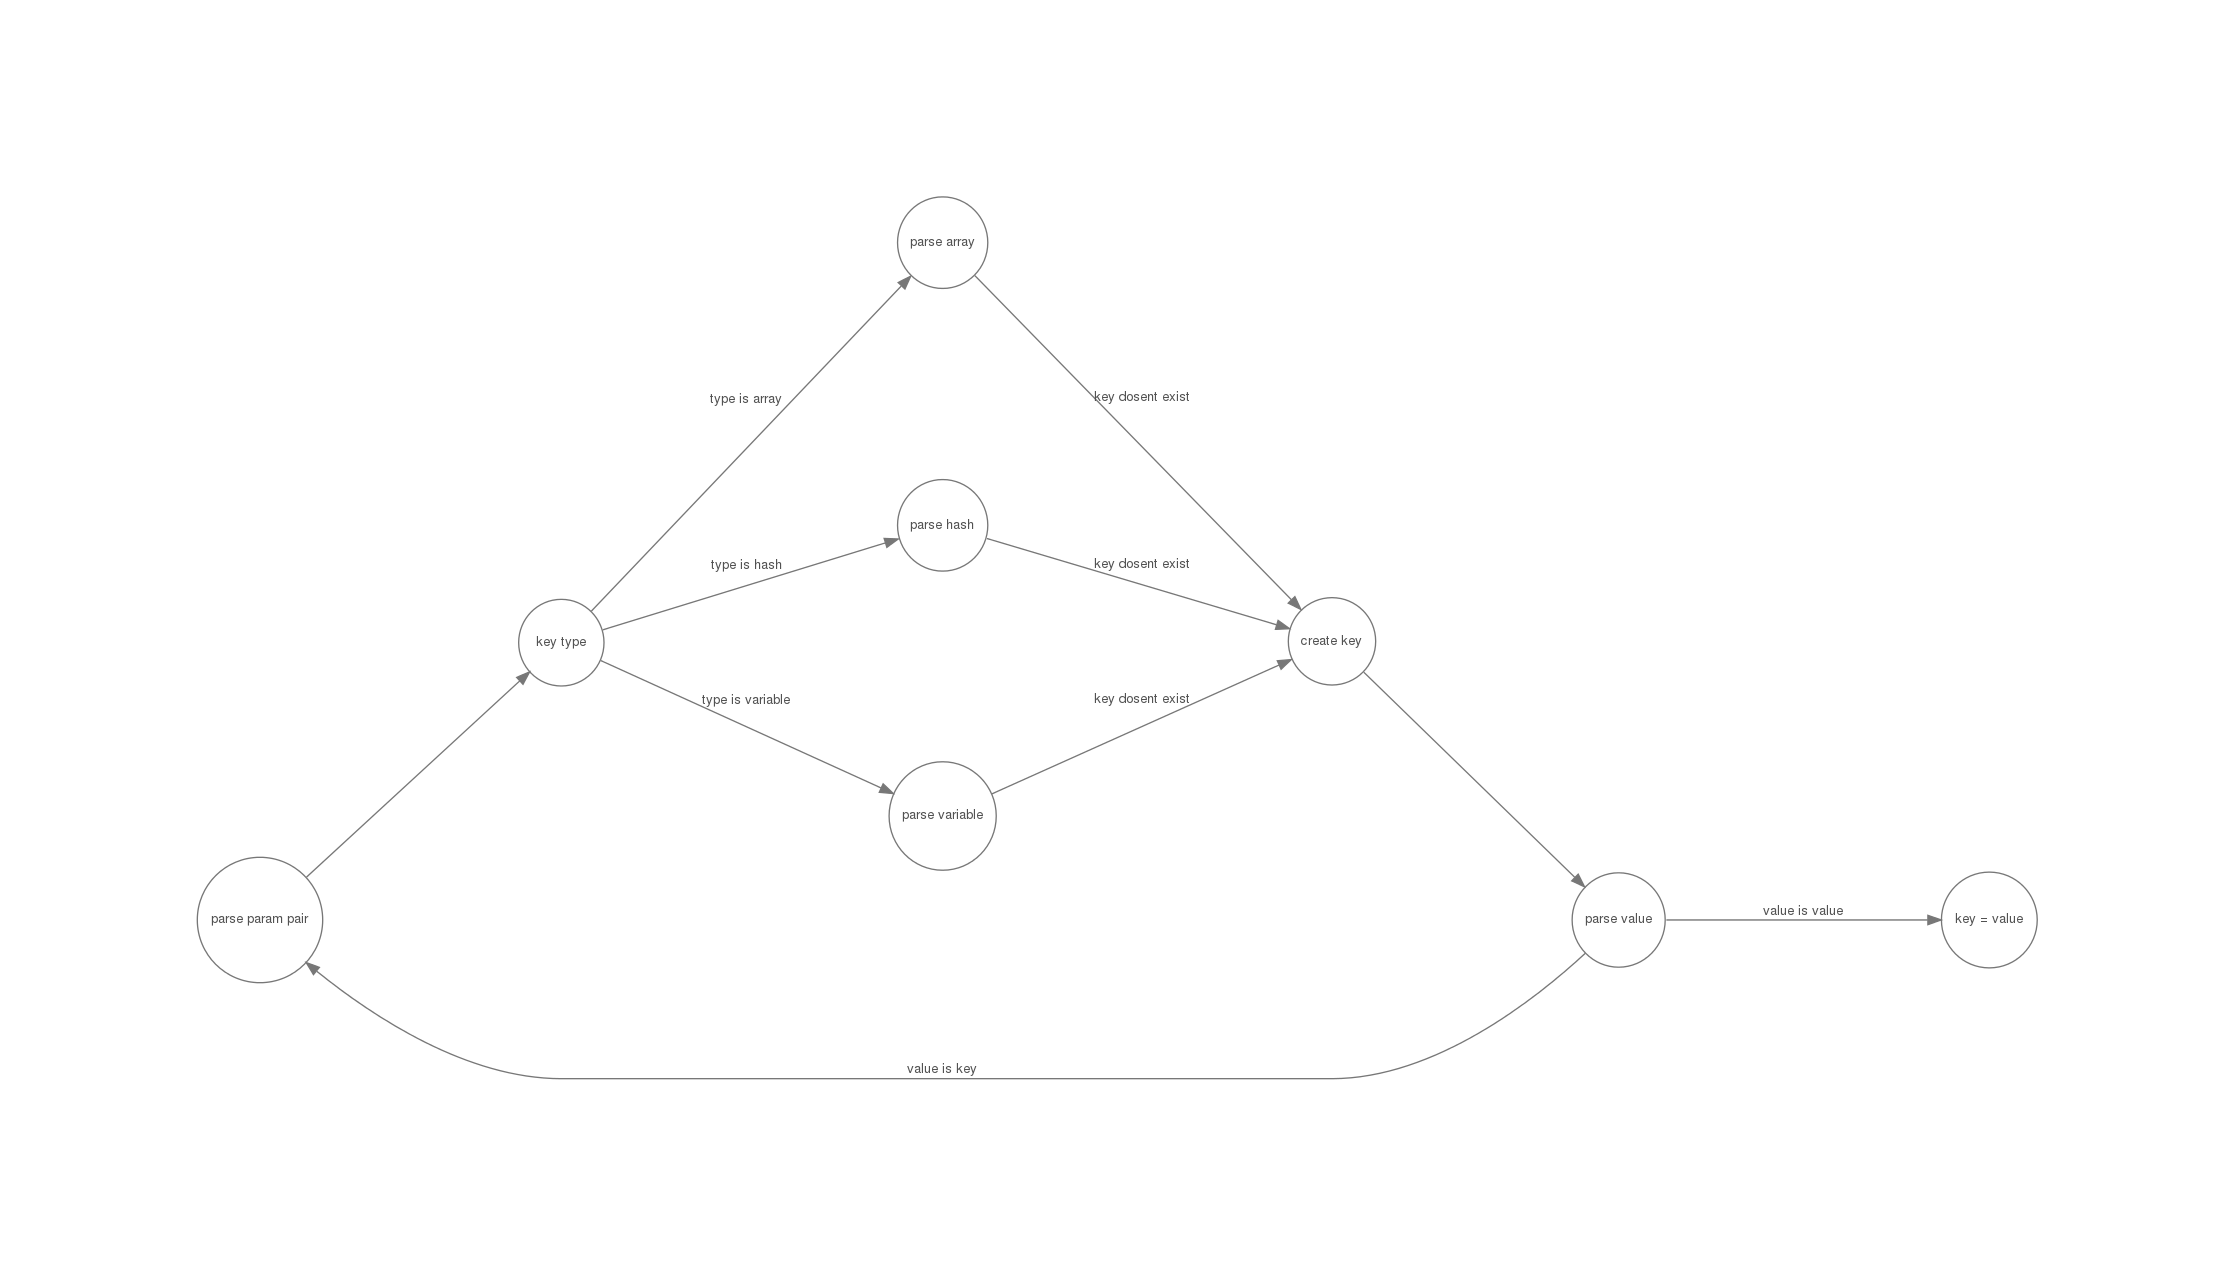 parse array
type is array
key dosent exist
parse hash
type is hash
key dosent exist
key type
create key
type is variable
key dosent exist
parse variable
parse param pair
parse value
value is value
key = value
value is key